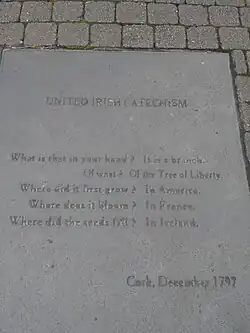 UNITED IRISH CATECHISM
What is that in your hand? It is a branch.
Of what? Of the Tree of Liberty.
Where did it first grow? In America.
Where does it bloom? In France.
Where did the seeds fall? In Ireland.
Cork, December 1797